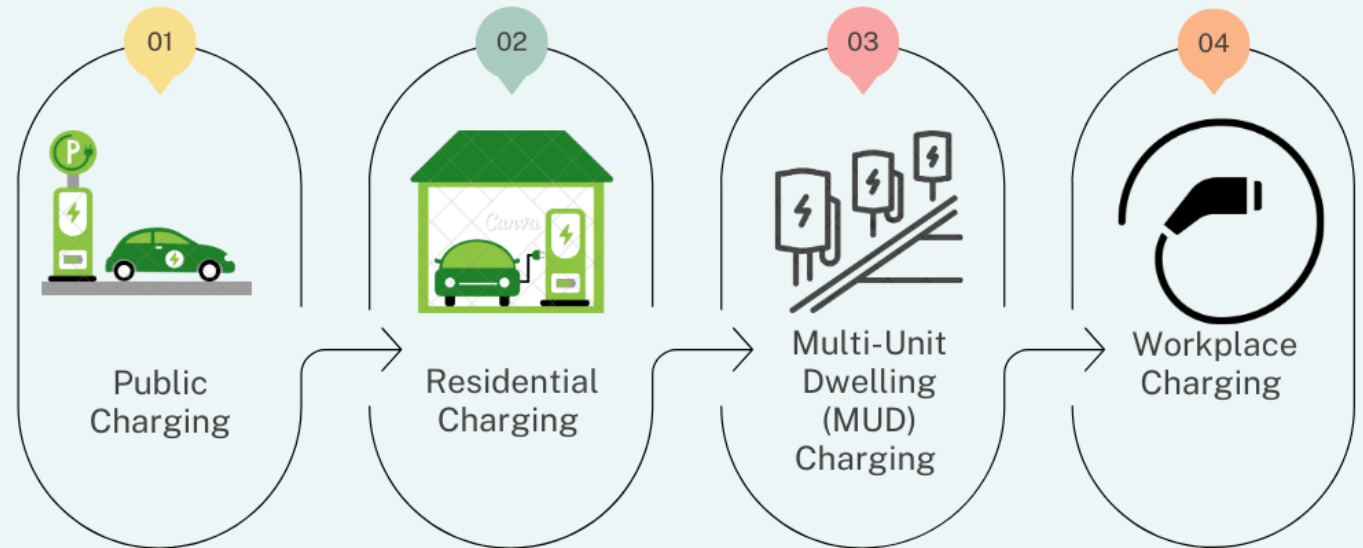 01
02
03
04
P
Canva
Public
Charging
Residential
Charging
Multi-Unit
Dwelling
(MUD)
Charging
Workplace
Charging